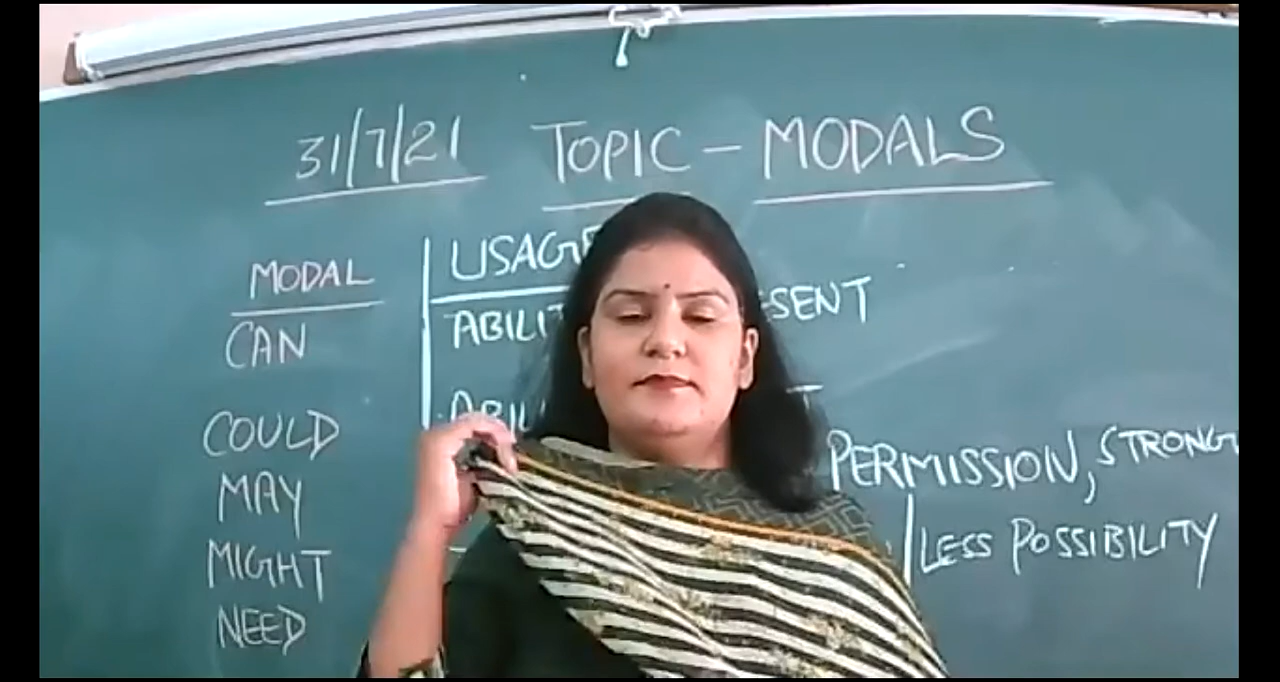 31/7/21 TOPIC - MODALS
MODAL USAGE
CAN ABILIT ESENT
COULD ABIL T
MAY PERMISSION, STRONG
MIGHT LESS POSSIBILITY
NEED